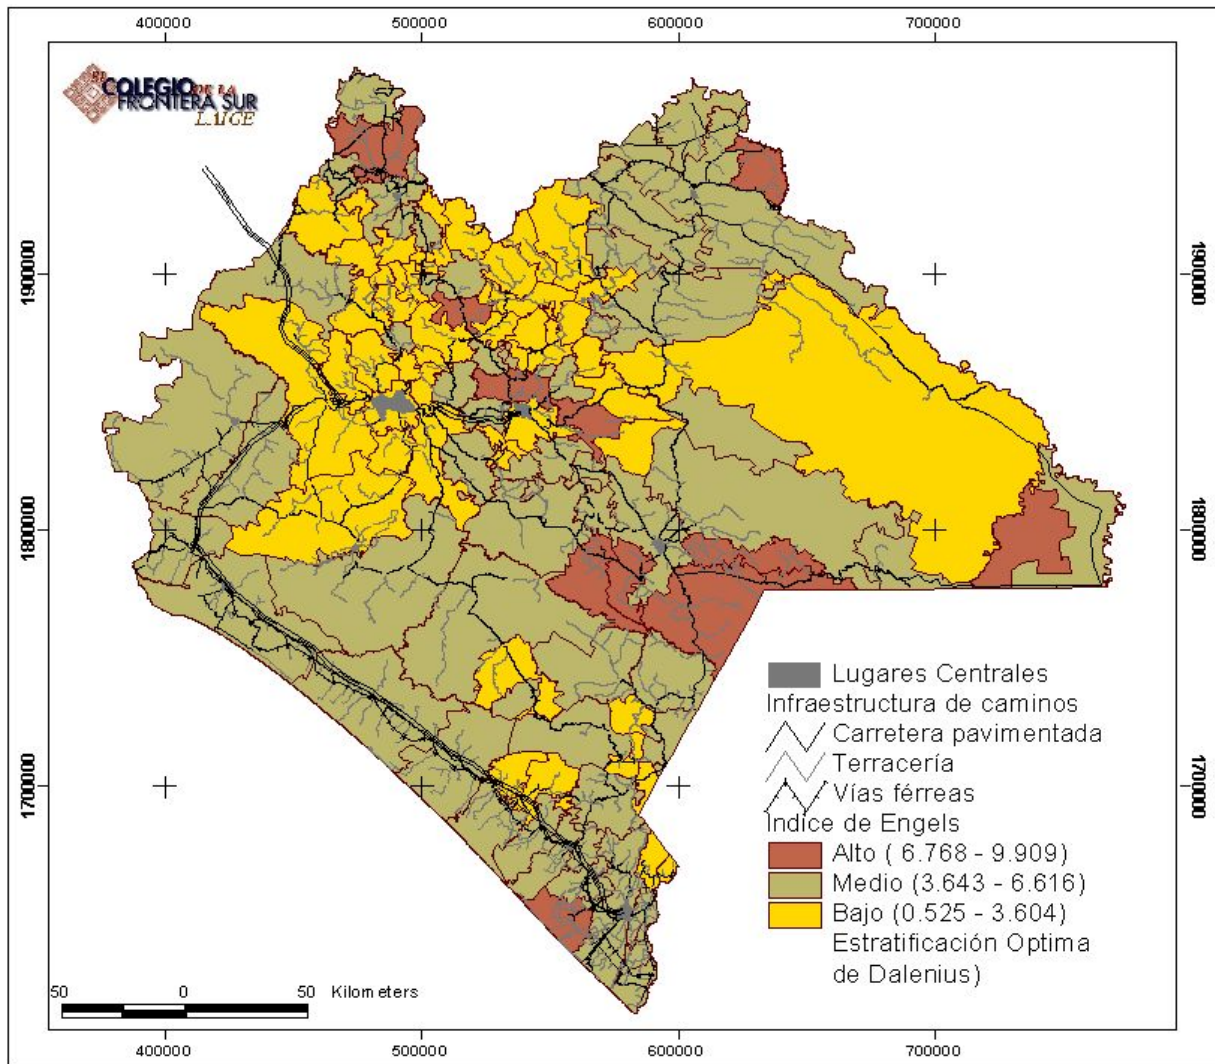 400000 500000 600000 700000
EL
COLEGIO DE LA
FRONTERA SUR
LAIGE
1900000 1900000
1800000 1800000
1700000 1700000
Lugares Centrales
Infraestructura de caminos
Carretera pavimentada
Terracería
Vías férreas
Indice de Engels
Alto ( 6.768 - 9.909)
Medio (3.643 - 6.616)
Bajo (0.525 - 3.604)
Estratificación Optima
de Dalenius)
50 0 50 Kilometers
400000 500000 600000 700000